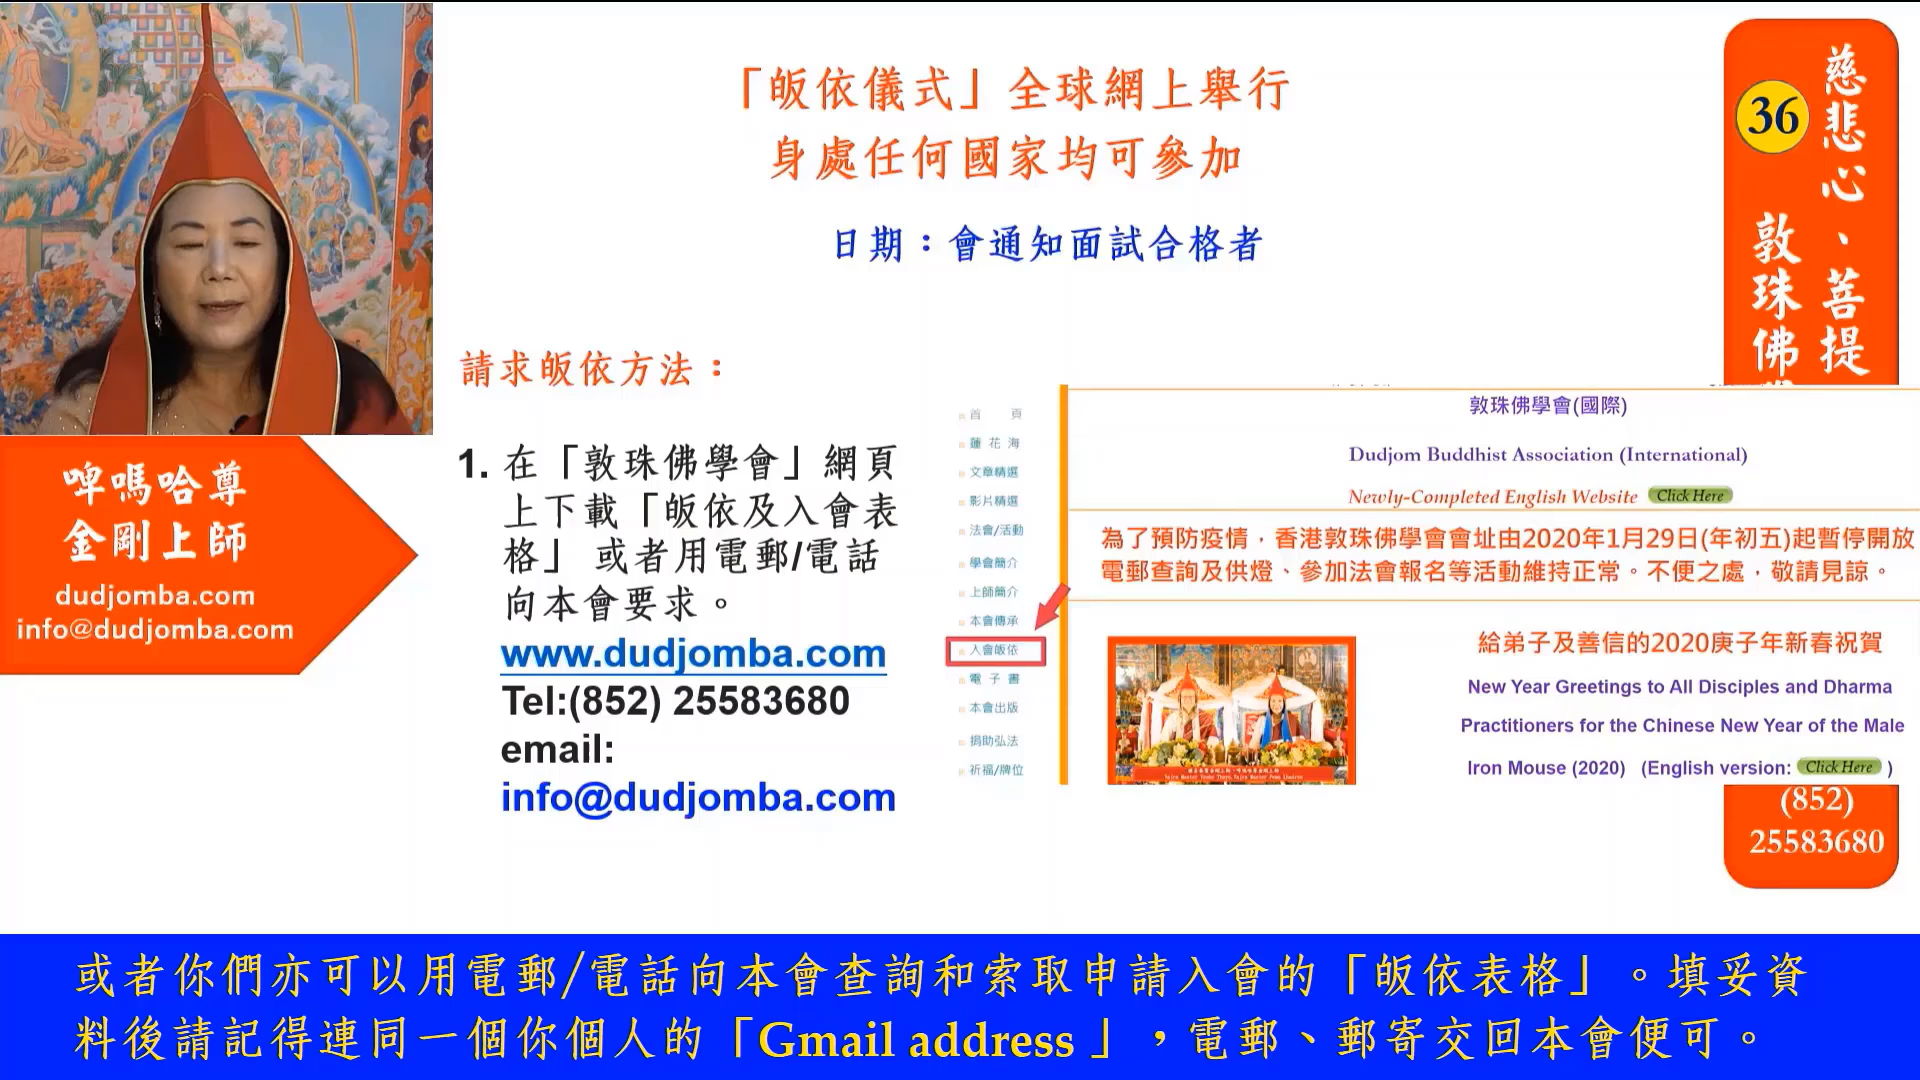 「皈依儀式」全球網上舉行
身處任何國家均可參加
日期：會通知面試合格者
請求皈依方法：
1. 在「敦珠佛學會」網頁
上下載「皈依及入會表
格」 或者用電郵/電話
向本會要求。
www.dudjomba.com
Tel:(852) 25583680
email:
info@dudjomba.com
啤嗎哈尊
金剛上師
dudjomba.com
info@dudjomba.com
首 頁
蓮 花 海
文章精選
影片精選
法會/活動
學會簡介
上師簡介
本會傳承
入會皈依
電 子 書
本會出版
捐助弘法
祈福/牌位
敦珠佛學會(國際)
Dudjom Buddhist Association (International)
Newly-Completed English Website Click Here
為了預防疫情，香港敦珠佛學會會址由2020年1月29日(年初五)起暫停開放
電郵查詢及供燈、參加法會報名等活動維持正常。不便之處，敬請見諒。
給弟子及善信的2020庚子年新春祝賀
New Year Greetings to All Disciples and Dharma
Practitioners for the Chinese New Year of the Male
Iron Mouse (2020) (English version: Click Here )
36
慈悲心、菩提
敦珠佛
(852)
25583680
或者你們亦可以用電郵/電話向本會查詢和索取申請入會的「皈依表格」。填妥資
料後請記得連同一個你個人的「Gmail address 」，電郵、郵寄交回本會便可。